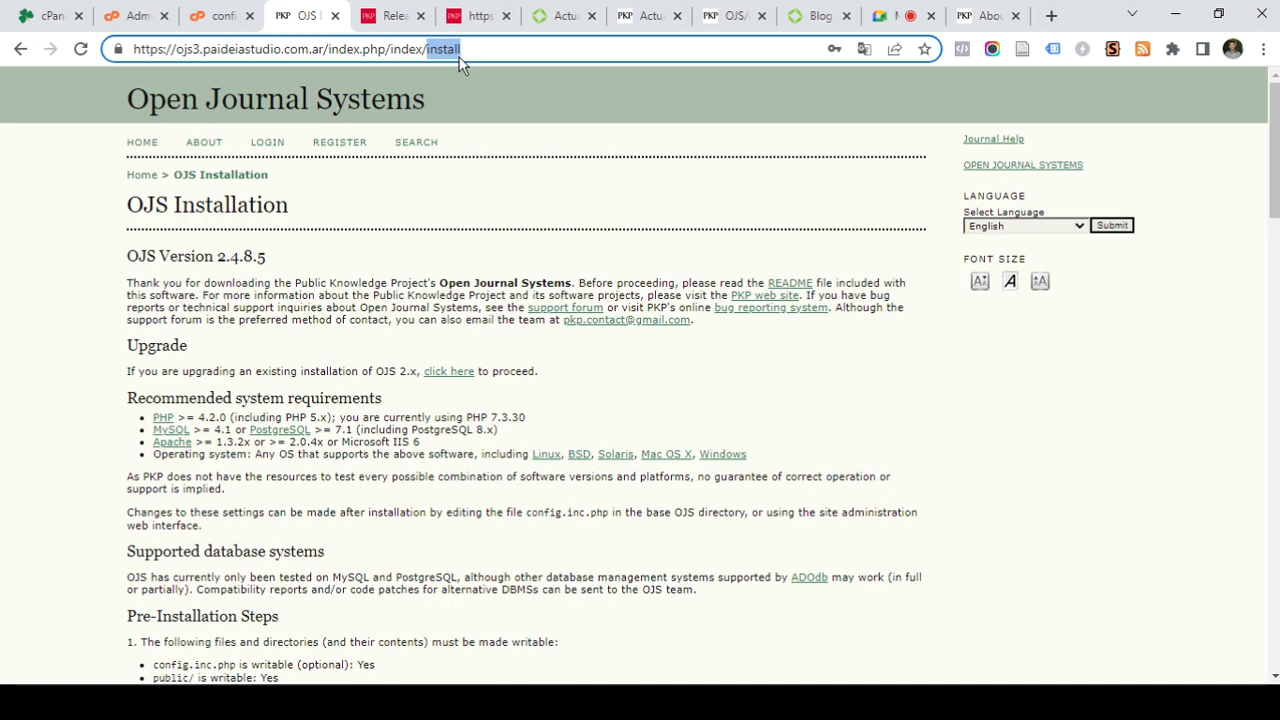 cPan
Adm
confi
PKP
OJS I
PKP
Relea
PKP
https
Actua
PKP
Actu
PKP
OJS/
Blog
M
PKP
Abou
https://ojs3.paideiastudio.com.ar/index.php/index/install
Open Journal Systems
HOME
ABOUT
LOGIN
REGISTER
SEARCH
Home > OJS Installation
OJS Installation
OJS Version 2.4.8.5
Thank you for downloading the Public Knowledge Project's Open Journal Systems. Before proceeding, please read the README file included with
this software. For more information about the Public Knowledge Project and its software projects, please visit the PKP web site. If you have bug
reports or technical support inquiries about Open Journal Systems, see the support forum or visit PKP's online bug reporting system. Although the
support forum is the preferred method of contact, you can also email the team at pkp.contact@gmail.com.
Upgrade
If you are upgrading an existing installation of OJS 2.x, click here to proceed.
Recommended system requirements
• PHP >= 4.2.0 (including PHP 5.x); you are currently using PHP 7.3.30
• MySQL >= 4.1 or PostgreSQL >= 7.1 (including PostgreSQL 8.x)
• Apache >= 1.3.2x or >= 2.0.4x or Microsoft IIS 6
• Operating system: Any OS that supports the above software, including Linux, BSD, Solaris, Mac OS X, Windows
As PKP does not have the resources to test every possible combination of software versions and platforms, no guarantee of correct operation or
support is implied.
Changes to these settings can be made after installation by editing the file config.inc.php in the base OJS directory, or using the site administration
web interface.
Supported database systems
OJS has currently only been tested on MySQL and PostgreSQL, although other database management systems supported by ADOdb may work (in full
or partially). Compatibility reports and/or code patches for alternative DBMSs can be sent to the OJS team.
Pre-Installation Steps
1. The following files and directories (and their contents) must be made writable:
• config.inc.php is writable (optional): Yes
• public/ is writable: Yes
Journal Help
OPEN JOURNAL SYSTEMS
LANGUAGE
Select Language
English
Submit
FONT SIZE
A
A
A